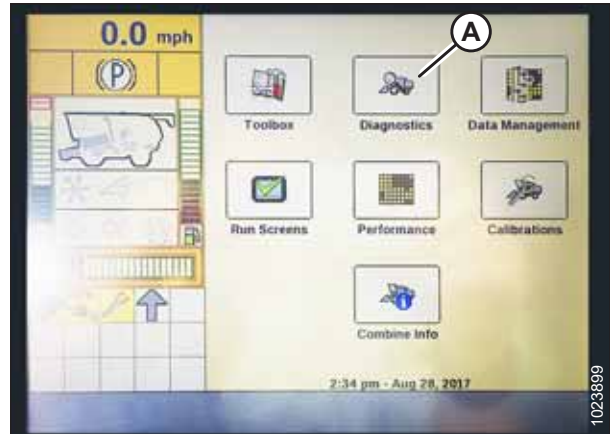 0.0 mph
A
(P)
Toolbox
Diagnostics
Data Management
Run Screens
Performance
Calibrations
Combine Info
2:34 pm - Aug 28, 2017
1023899